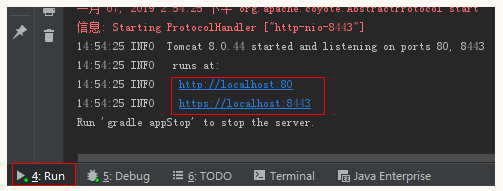 一月 07, 2019 2:54:25 下午 org.apache.coyote.AbstractProtocol start
信息: Starting ProtocolHandler ["http-nio-8443"]
14:54:25 INFO  Tomcat 8.0.44 started and listening on ports 80, 8443
14:54:25 INFO   runs at:
14:54:25 INFO    http://localhost:80
14:54:25 INFO    https://localhost:8443
Run 'gradle appStop' to stop the server.
4: Run 5: Debug 6: TODO Terminal Java Enterprise